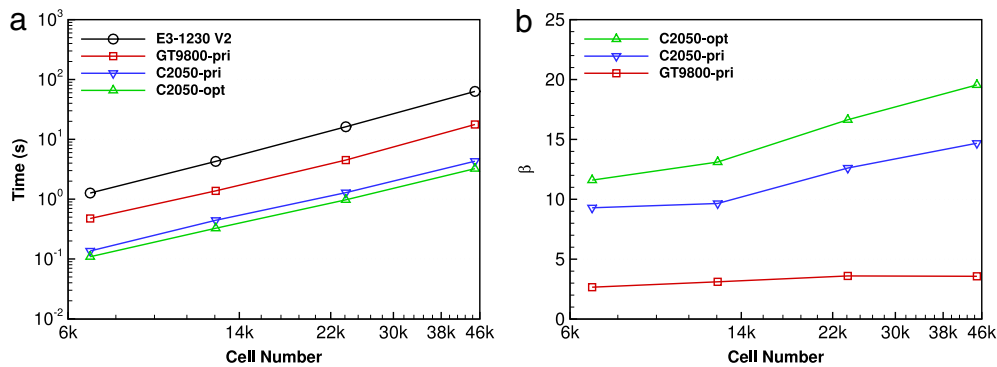 a
10^3
10^2
10^1
10^0
10^-1
10^-2
Time (s)
E3-1230 V2
GT9800-pri
C2050-pri
C2050-opt
6k
14k
22k
30k
38k
46k
Cell Number
b
25
20
15
10
5
0
β
C2050-opt
C2050-pri
GT9800-pri
6k
14k
22k
30k
38k
46k
Cell Number